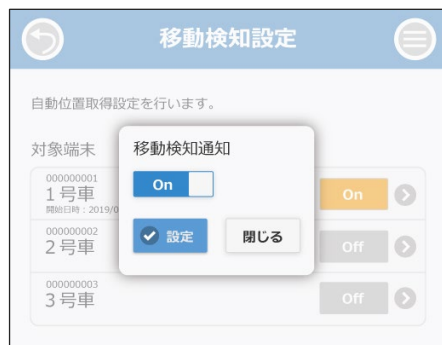 移動検知設定
自動位置取得設定を行います。
対象端末
移動検知通知
On
設定
閉じる
000000001
1号車
開始日時：2019/0
On
000000002
2号車
Off
000000003
3号車
Off